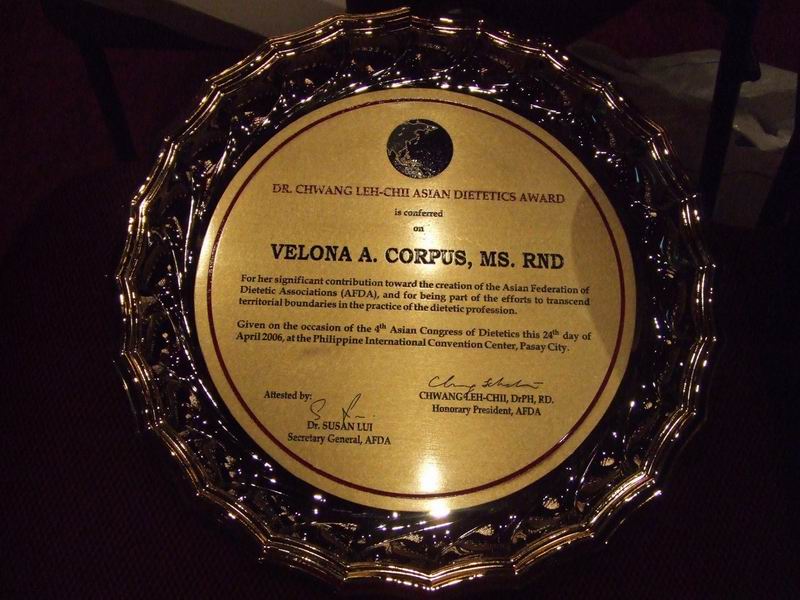 DR. CHWANG LEH-CHII ASIAN DIETETICS AWARD
is conferred
on
VELONA A. CORPUS, MS. RND
For her significant contribution toward the creation of the Asian Federation of
Dietetic Associations (AFDA), and for being part of the efforts to transcend
territorial boundaries in the practice of the dietetic profession.
Given on the occasion of the 4th Asian Congress of Dietetics this 24th day of
April 2006, at the Philippine International Convention Center, Pasay City.
Attested by:
Dr. SUSAN LUI
Secretary General, AFDA
CHWANG LEH-CHII, DrPH, RD.
Honorary President, AFDA